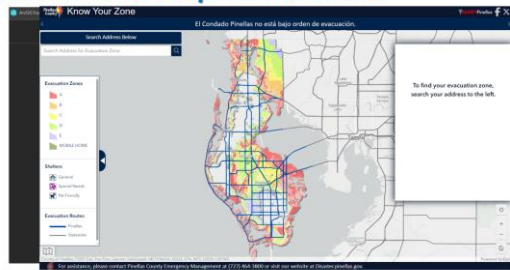 Pinellas County
Know Your Zone
El Condado Pinellas no está bajo orden de evacuación.
Search Address Below
Search Address for Evacuation Zone
To find your evacuation zone,
search your address to the left.
Evacuation Zones
A
B
C
D
E
MOBILE HOME
Shelters
General
Special Needs
Pet Friendly
Evacuation Routes
Pinellas
Statewide
For assistance, please contact Pinellas County Emergency Management at (727) 464-3800 or visit our website at Disaster.pinellas.gov